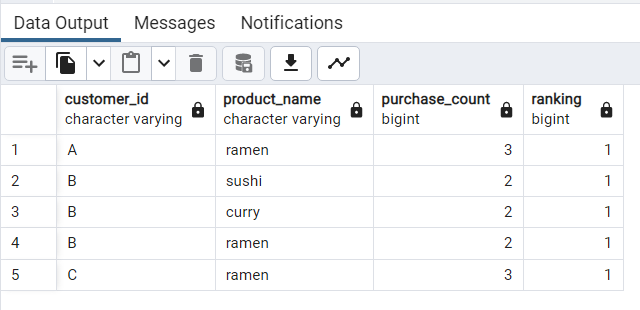 Data Output Messages Notifications
customer_id product_name purchase_count ranking
character varying character varying bigint bigint
1 A ramen 3 1
2 B sushi 2 1
3 B curry 2 1
4 B ramen 2 1
5 C ramen 3 1